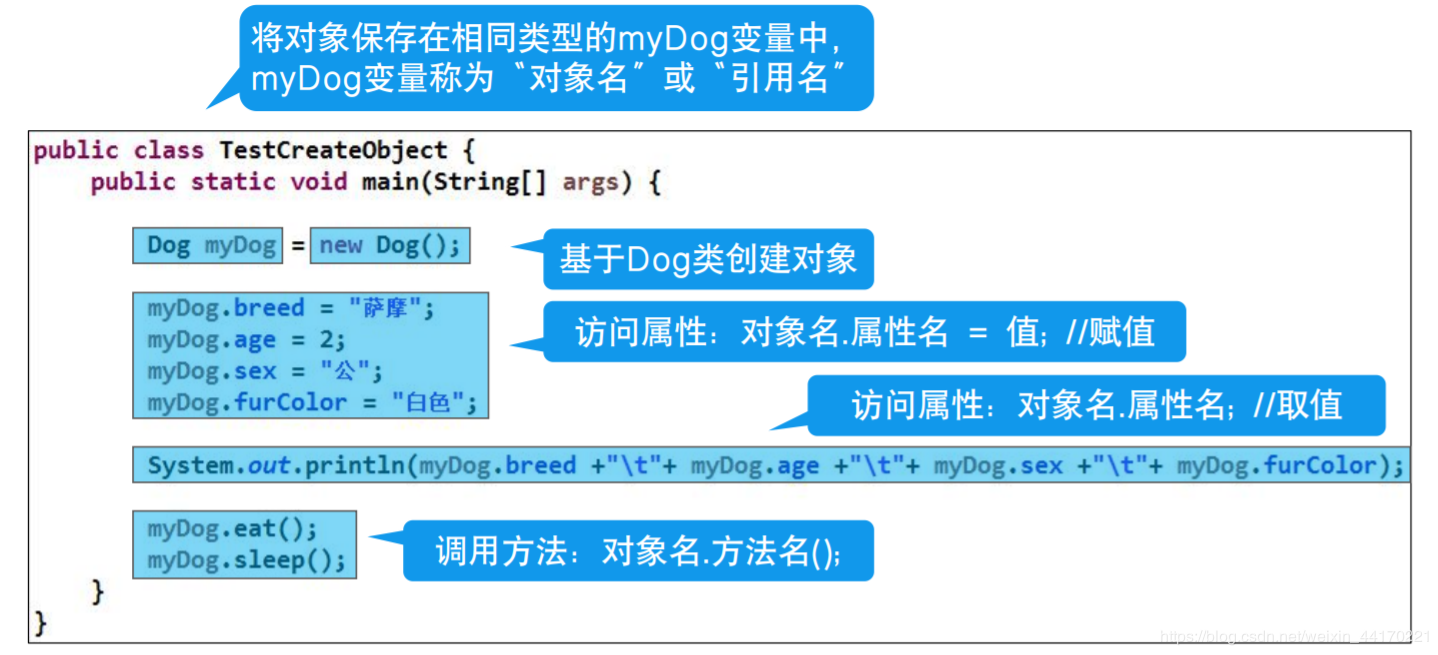 将对象保存在相同类型的myDog变量中，
myDog变量称为〝对象名〞或〝引用名〞
public class TestCreateObject {
public static void main(String[] args) {
Dog myDog = new Dog();
基于Dog类创建对象
myDog.breed = "萨摩";
myDog.age = 2;
myDog.sex = "公";
myDog.furColor = "白色";
访问属性：对象名.属性名 = 值; //赋值
访问属性：对象名.属性名; //取值
System.out.println(myDog.breed +"\t"+ myDog.age +"\t"+ myDog.sex +"\t"+ myDog.furColor);
myDog.eat();
myDog.sleep();
调用方法：对象名.方法名();
}
}
https://blog.csdn.net/weixin_44170221